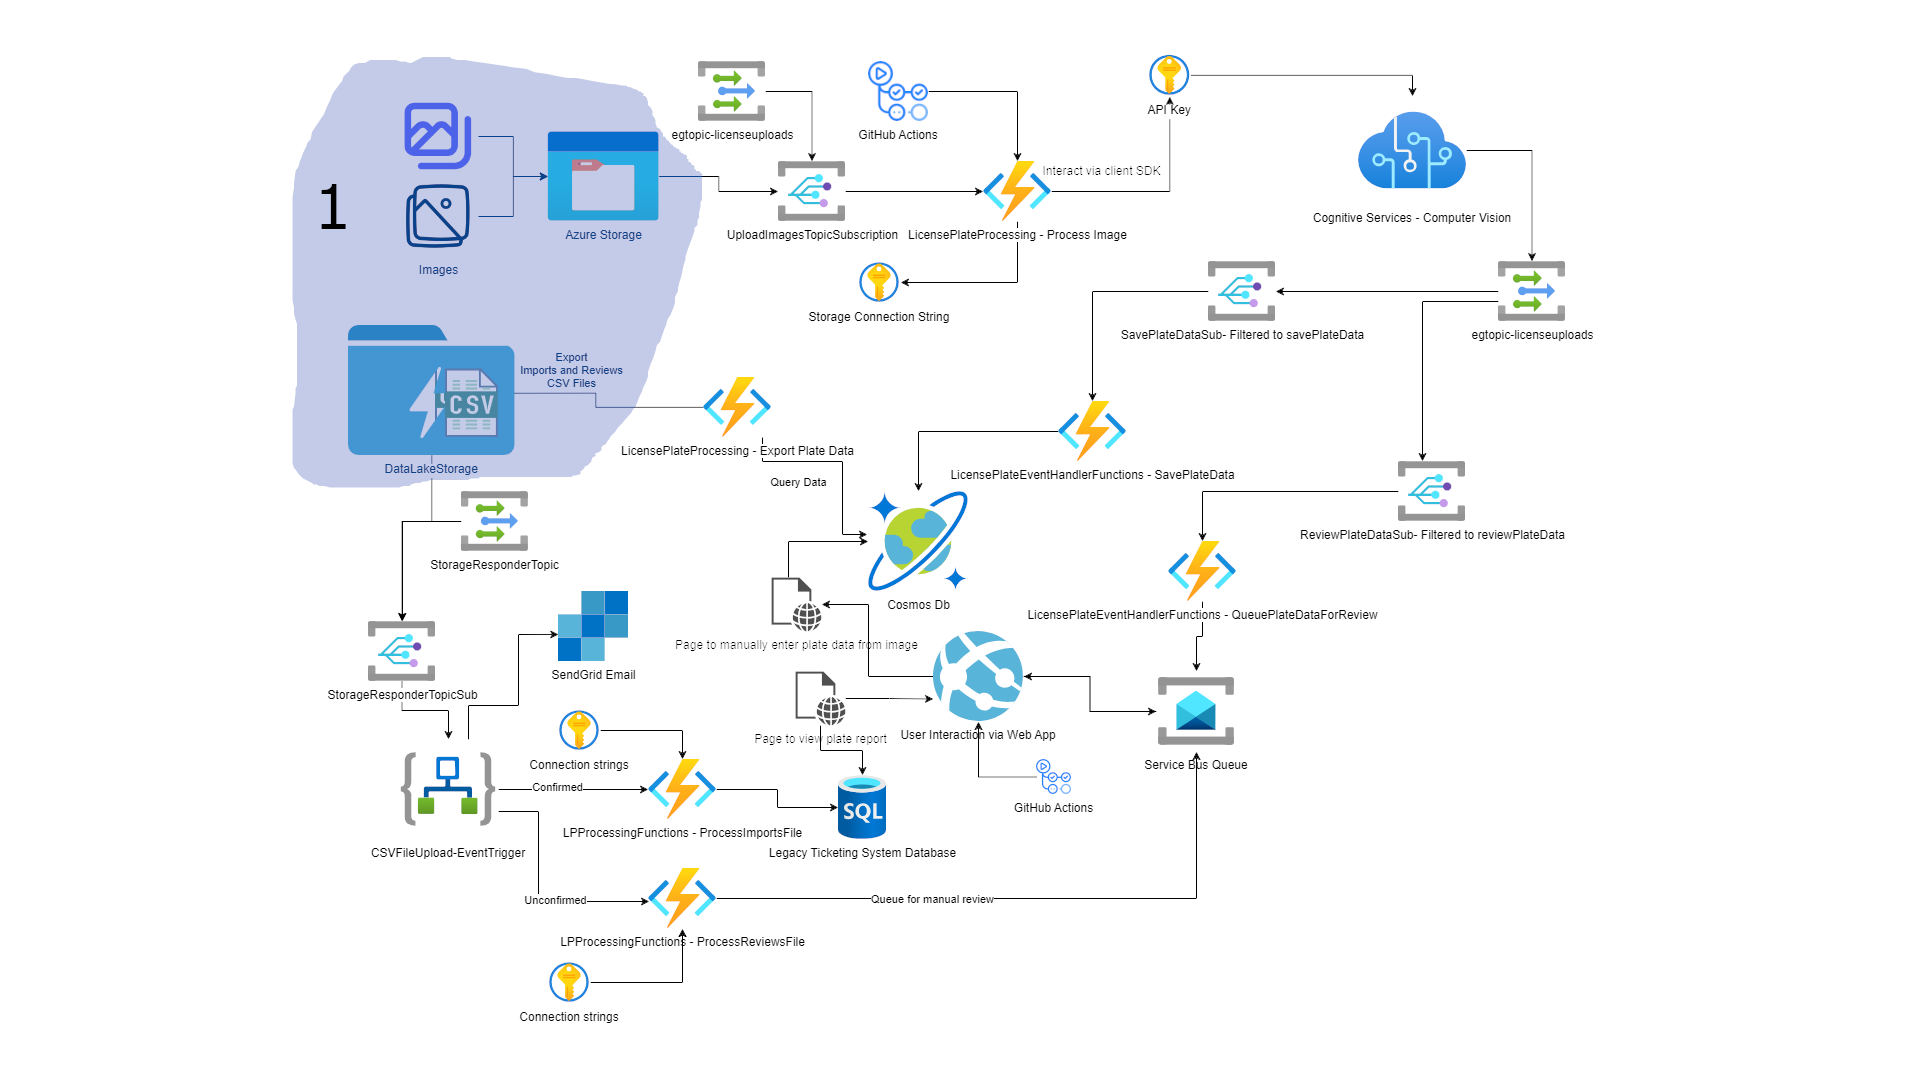 1
Images
Azure Storage
egtopic-licenseuploads
UploadImagesTopicSubscription
GitHub Actions
LicensePlateProcessing - Process Image
Interact via client SDK
API Key
Storage Connection String
Cognitive Services - Computer Vision
egtopic-licenseuploads
SavePlateDataSub- Filtered to savePlateData
Export
Imports and Reviews
CSV Files
CSV
DataLakeStorage
LicensePlateProcessing - Export Plate Data
Query Data
LicensePlateEventHandlerFunctions - SavePlateData
ReviewPlateDataSub- Filtered to reviewPlateData
StorageResponderTopic
Cosmos Db
LicensePlateEventHandlerFunctions - QueuePlateDataForReview
Page to manually enter plate data from image
StorageResponderTopicSub
SendGrid Email
Page to view plate report
User Interaction via Web App
Service Bus Queue
Connection strings
Confirmed
LPProcessingFunctions - ProcessImportsFile
SQL
Legacy Ticketing System Database
GitHub Actions
CSVFileUpload-EventTrigger
Unconfirmed
Queue for manual review
LPProcessingFunctions - ProcessReviewsFile
Connection strings